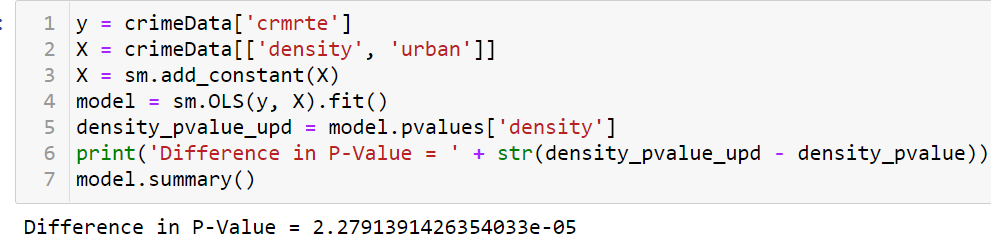 1 y = crimeData['crmrte']
2 X = crimeData[['density', 'urban']]
3 X = sm.add_constant(X)
4 model = sm.OLS(y, X).fit()
5 density_pvalue_upd = model.pvalues['density']
6 print('Difference in P-Value = ' + str(density_pvalue_upd - density_pvalue))
7 model.summary()
Difference in P-Value = 2.2791391426354033e-05